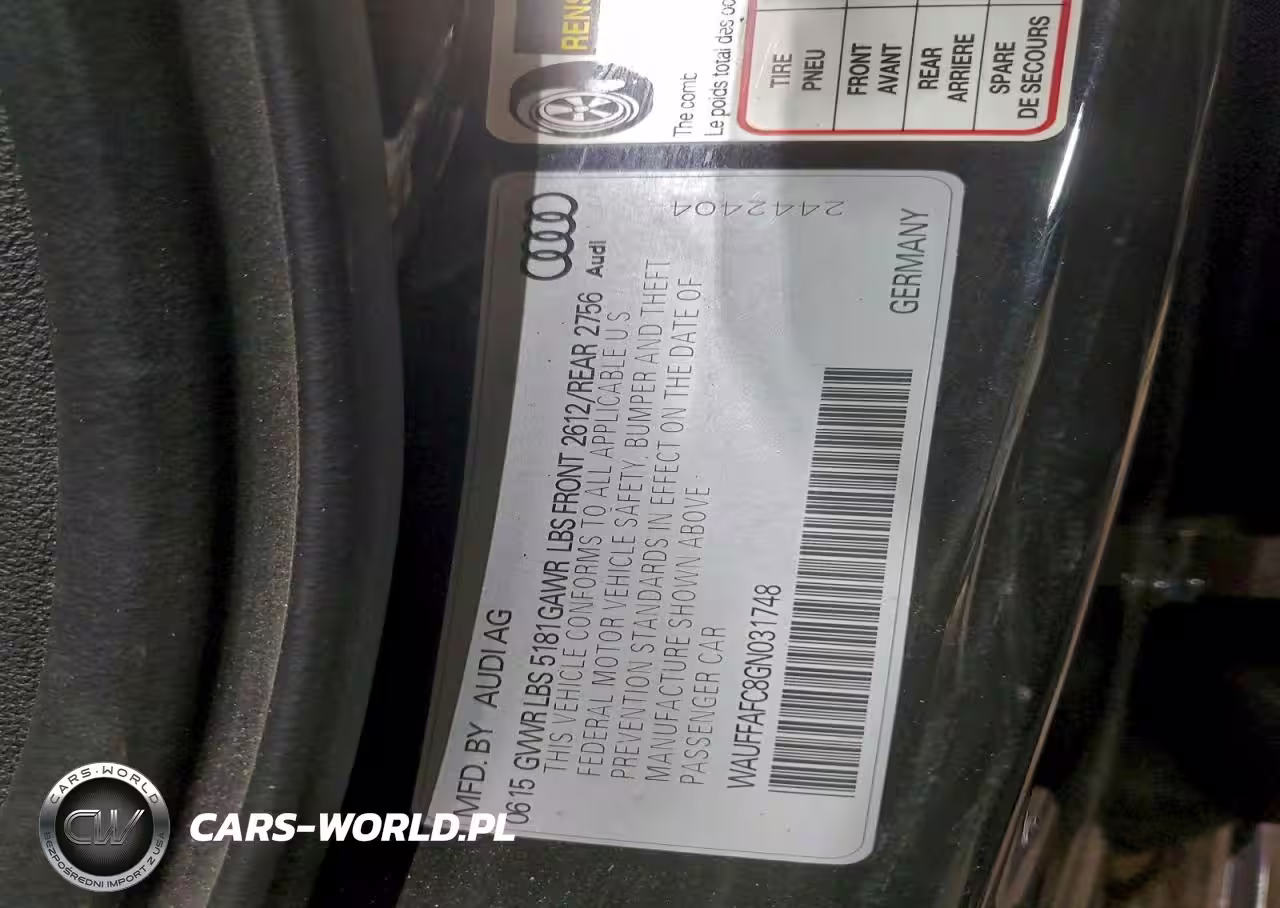 RENS
The comb
Le poids total des oc
TIRE
PNEU
FRONT
AVANT
REAR
ARRIERE
SPARE
DE SECOURS
MFD. BY AUDI AG
Audi
0615 GVWR LBS 5181 GAWR LBS FRONT 2612/REAR 2756
THIS VEHICLE CONFORMS TO ALL APPLICABLE U S
FEDERAL MOTOR VEHICLE SAFETY, BUMPER AND THEFT
PREVENTION STANDARDS IN EFFECT ON THE DATE OF
MANUFACTURE SHOWN ABOVE.
PASSENGER CAR
2442404
WAUFFAFC8GN031748
GERMANY
CARS-WORLD
CW
BEZPOŚREDNI IMPORT Z USA
CARS-WORLD.PL